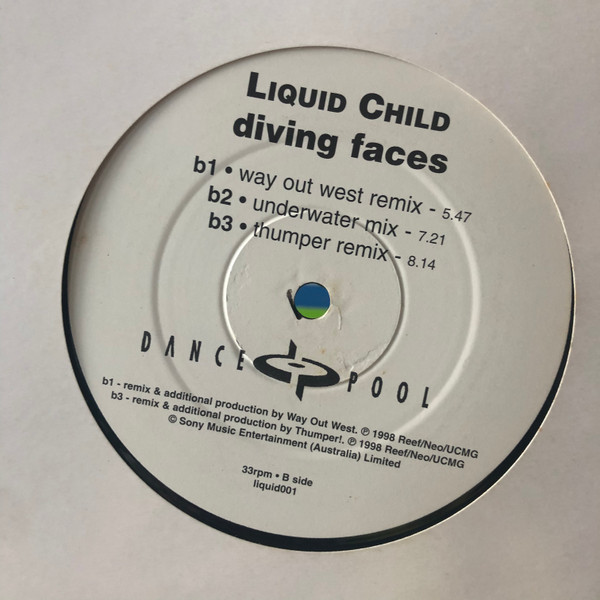 LIQUID CHILD
diving faces
b1 • way out west remix - 5.47
b2 • underwater mix - 7.21
b3 • thumper remix - 8.14
DANCE POOL
b1 - remix & additional production by Way Out West. ℗ 1998 Reef/Neo/UCMG
b3 - remix & additional production by Thumper!. ℗ 1998 Reef/Neo/UCMG
© Sony Music Entertainment (Australia) Limited
33rpm • B side
liquid001